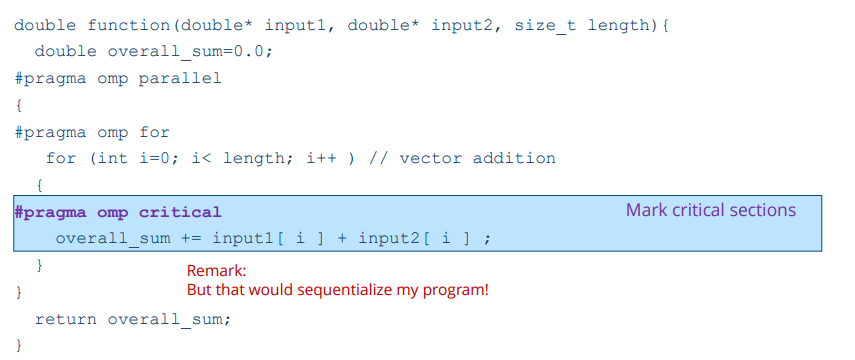 double function(double* input1, double* input2, size_t length){
double overall_sum=0.0;
#pragma omp parallel
{
#pragma omp for
for (int i=0; i< length; i++ ) // vector addition
{
#pragma omp critical
Mark critical sections
overall_sum += input1[ i ] + input2[ i ] ;
}
Remark:
But that would sequentialize my program!
}
return overall_sum;
}